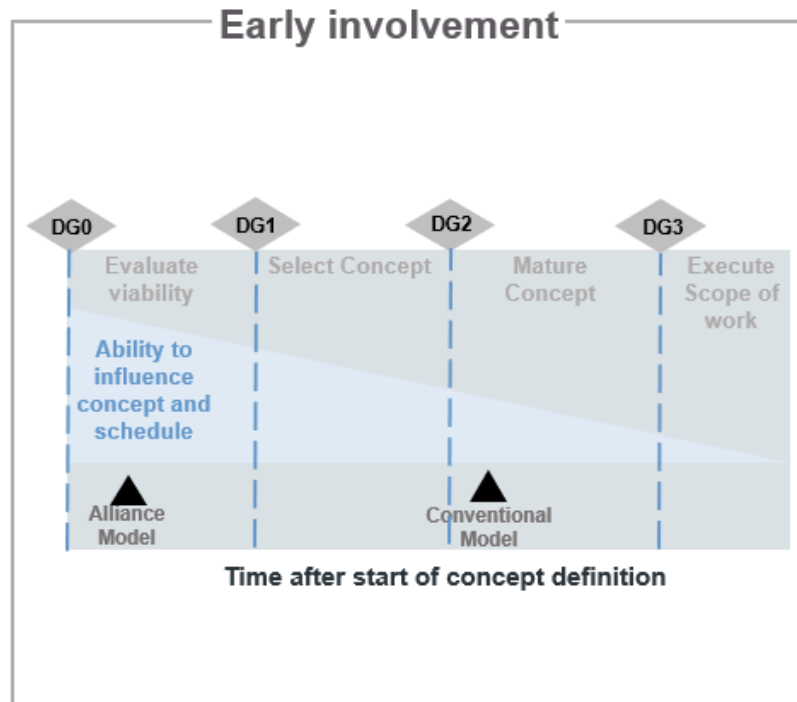 Early involvement
DG0
DG1
DG2
DG3
Evaluate
viability
Select Concept
Mature
Concept
Execute
Scope of
work
Ability to
influence
concept and
schedule
Alliance
Model
Conventional
Model
Time after start of concept definition